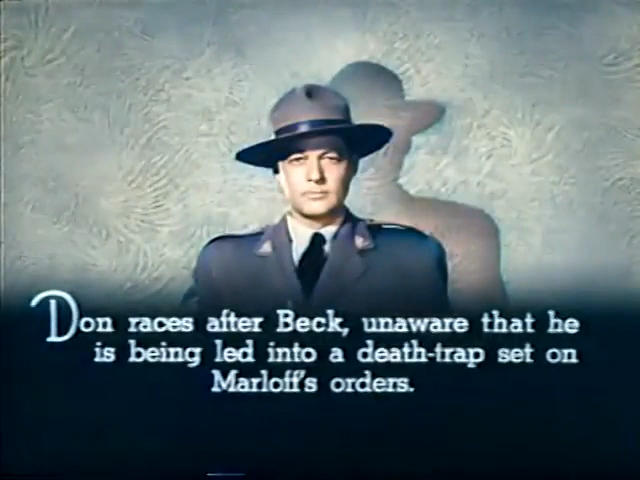 Don races after Beck, unaware that he
is being led into a death-trap set on
Marloff's orders.